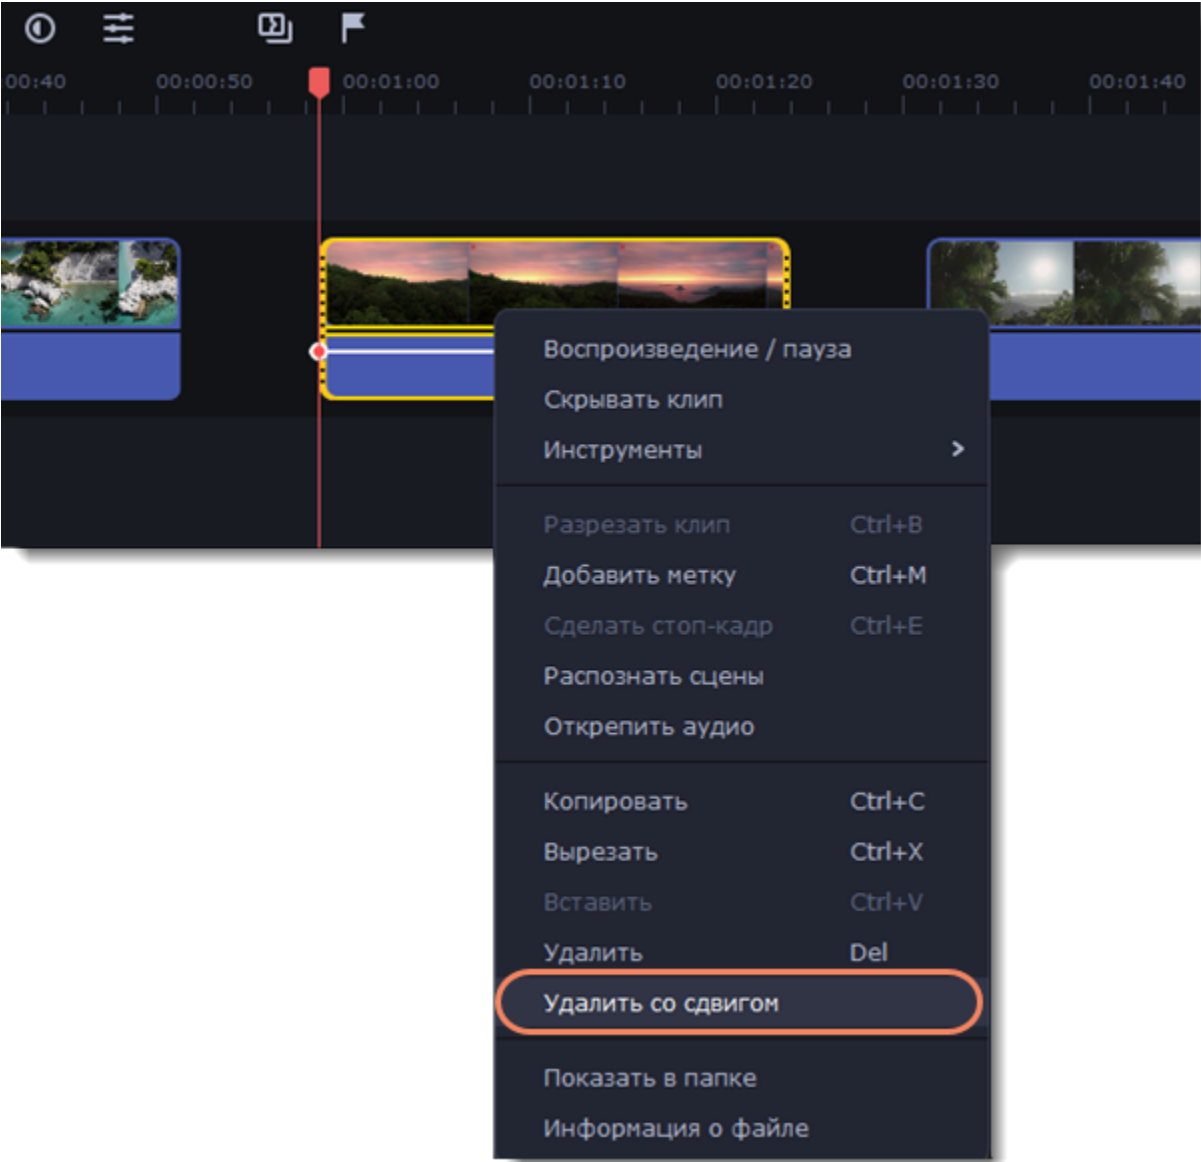 00:40 00:00:50 00:01:00 00:01:10 00:01:20 00:01:30 00:01:40
Воспроизведение / пауза
Скрывать клип
Инструменты
Разрезать клип Ctrl+B
Добавить метку Ctrl+M
Сделать стоп-кадр Ctrl+E
Распознать сцены
Открепить аудио
Копировать Ctrl+C
Вырезать Ctrl+X
Вставить Ctrl+V
Удалить Del
Удалить со сдвигом
Показать в папке
Информация о файле